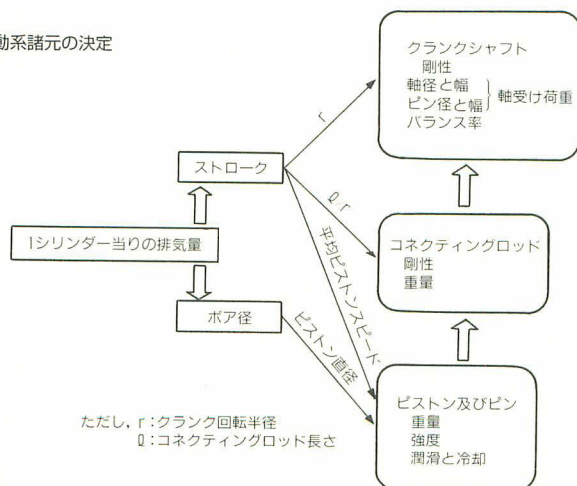 動系諸元の決定
クランクシャフト
剛性
軸径と幅
ピン径と幅
軸受け荷重
バランス率
r
ストローク
ℓ/r
1シリンダー当りの排気量
平均ピストンスピード
コネクティングロッド
剛性
重量
ボア径
ピストン直径
ピストン及びピン
重量
強度
潤滑と冷却
ただし, r:クランク回転半径
ℓ:コネクティングロッド長さ